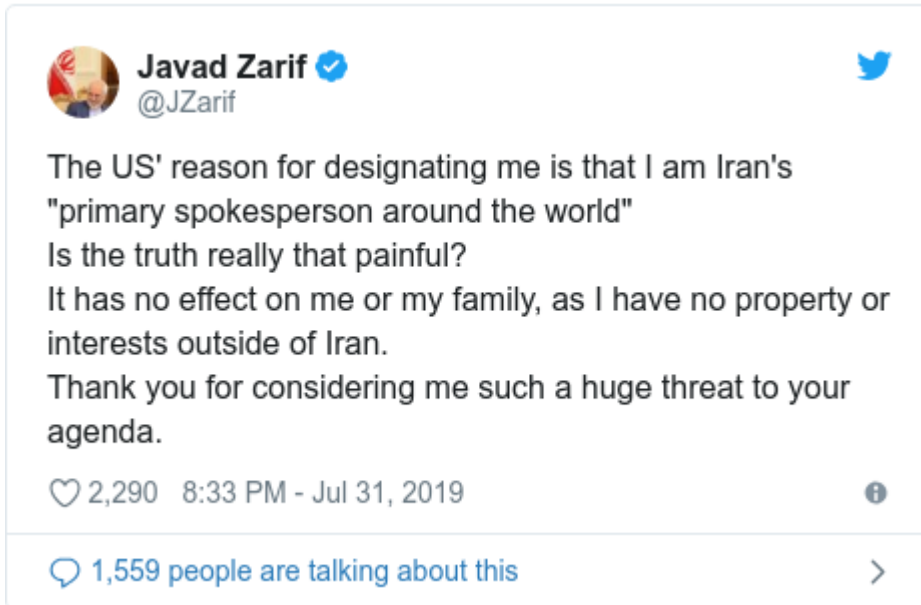 Javad Zarif
@JZarif
The US' reason for designating me is that I am Iran's
"primary spokesperson around the world"
Is the truth really that painful?
It has no effect on me or my family, as I have no property or
interests outside of Iran.
Thank you for considering me such a huge threat to your
agenda.
2,290 8:33 PM - Jul 31, 2019
1,559 people are talking about this